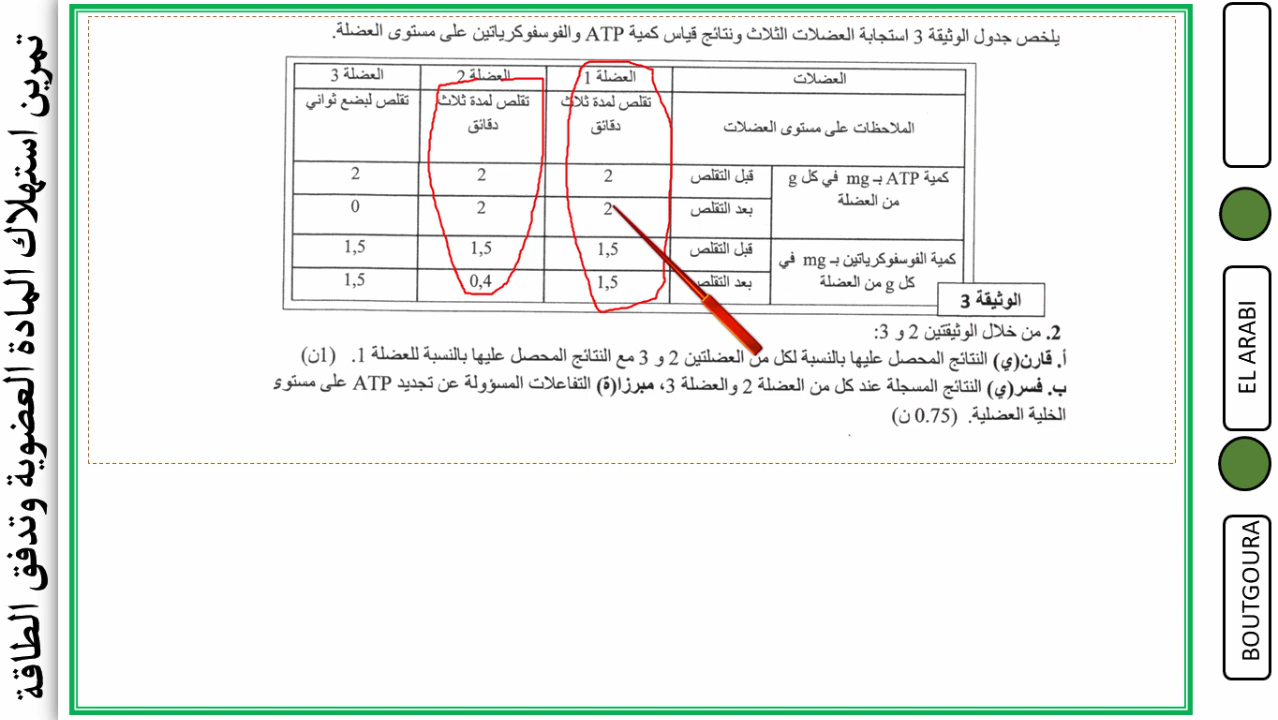 تمرين استهلاك المادة العضوية وتدفق الطاقة
يلخص جدول الوثيقة 3 استجابة العضلات الثلاث ونتائج قياس كمية ATP والفوسفوكرياتين على مستوى العضلة.
العضلات العضلة 1 العضلة 2 العضلة 3
الملاحظات على مستوى العضلات تقلص لمدة ثلاث دقائق تقلص لمدة ثلاث دقائق تقلص لبضع ثواني
كمية ATP بـ mg في كل g من العضلة قبل التقلص 2 2 2
بعد التقلص 2 2 0
كمية الفوسفوكرياتين بـ mg في كل g من العضلة قبل التقلص 1,5 1,5 1,5
بعد التقلص 1,5 0,4 1,5
الوثيقة 3
2. من خلال الوثيقتين 2 و 3:
أ. قارن(ي) النتائج المحصل عليها بالنسبة لكل من العضلتين 2 و 3 مع النتائج المحصل عليها بالنسبة للعضلة 1. (1ن)
ب. فسر(ي) النتائج المسجلة عند كل من العضلة 2 والعضلة 3، مبرزا(ة) التفاعلات المسؤولة عن تجديد ATP على مستوى
الخلية العضلية. (0.75 ن)
EL ARABI
BOUTGOURA